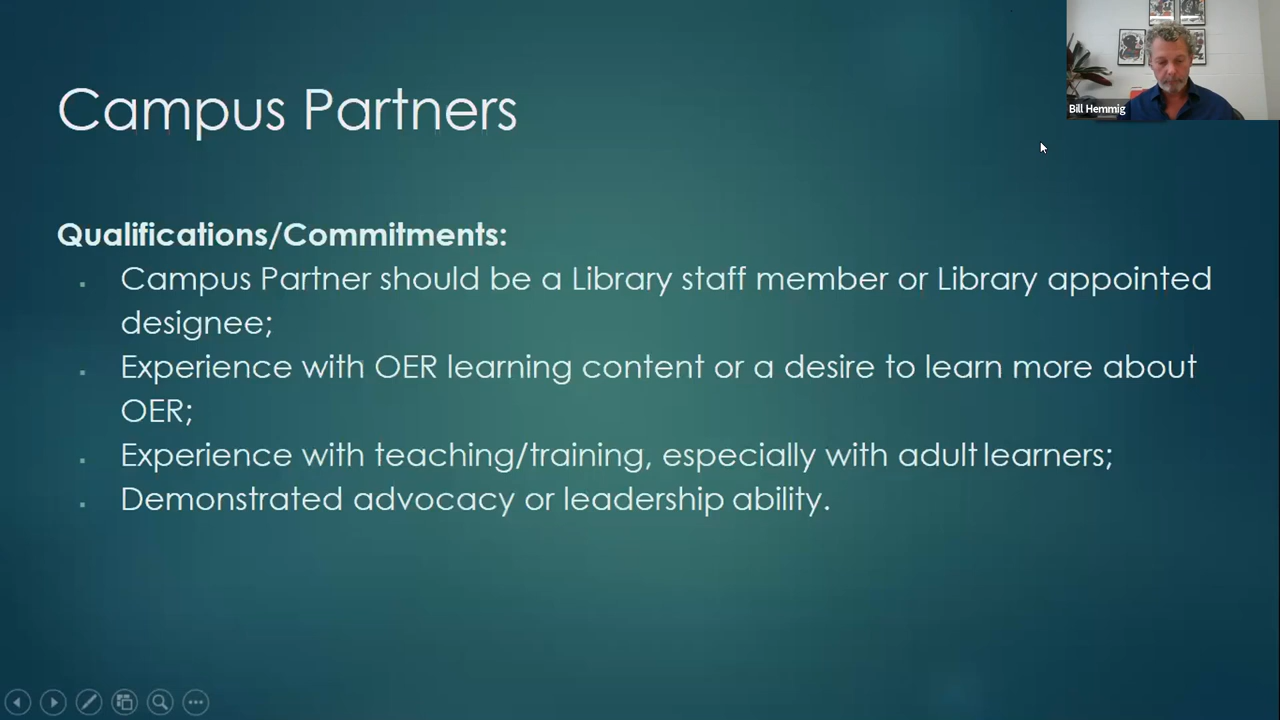 Campus Partners
Bill Hemmig
Qualifications/Commitments:
Campus Partner should be a Library staff member or Library appointed
designee;
Experience with OER learning content or a desire to learn more about
OER;
Experience with teaching/training, especially with adult learners;
Demonstrated advocacy or leadership ability.